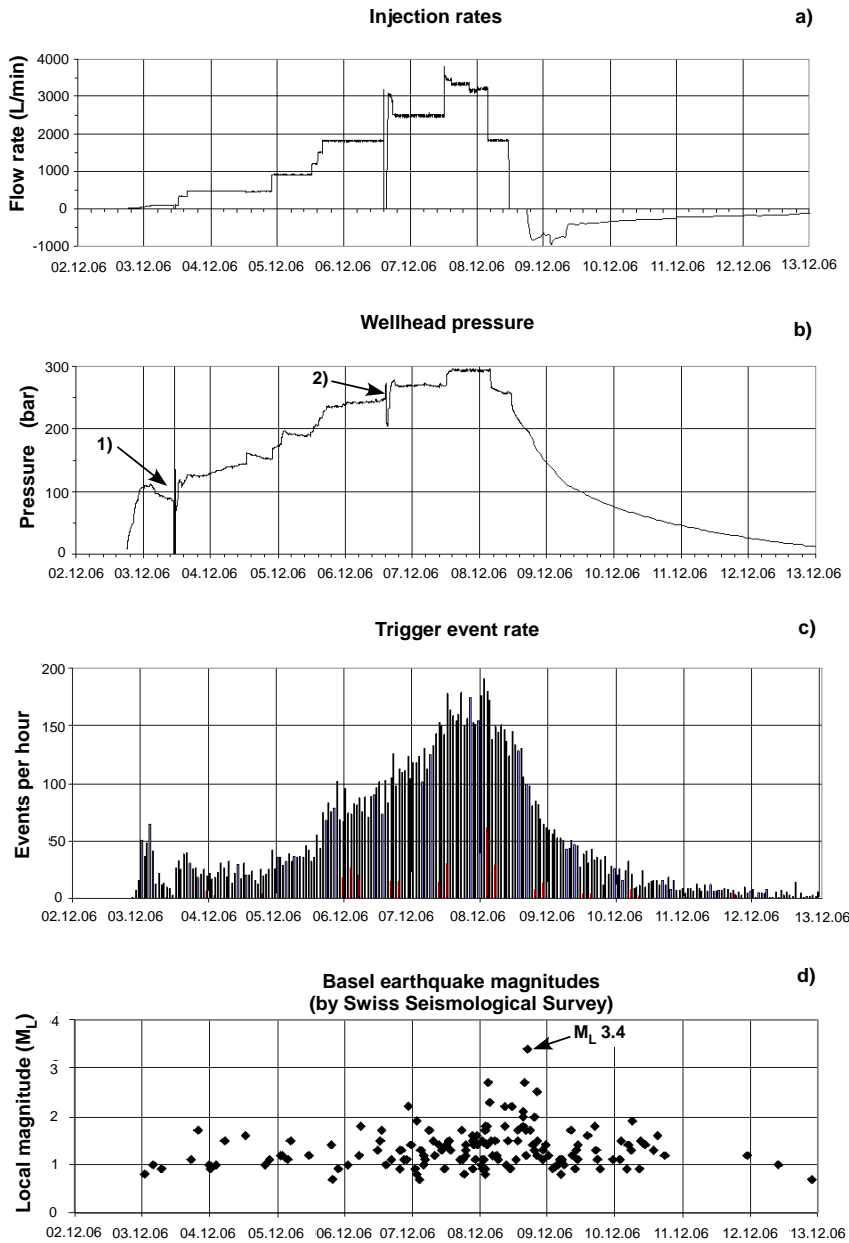 Injection rates
a)
Flow rate (L/min)
4000
3000
2000
1000
0
-1000
02.12.06 03.12.06 04.12.06 05.12.06 06.12.06 07.12.06 08.12.06 09.12.06 10.12.06 11.12.06 12.12.06 13.12.06
Wellhead pressure
b)
Pressure (bar)
300
200
100
0
1)
2)
02.12.06 03.12.06 04.12.06 05.12.06 06.12.06 07.12.06 08.12.06 09.12.06 10.12.06 11.12.06 12.12.06 13.12.06
Trigger event rate
c)
Events per hour
200
150
100
50
0
02.12.06 03.12.06 04.12.06 05.12.06 06.12.06 07.12.06 08.12.06 09.12.06 10.12.06 11.12.06 12.12.06 13.12.06
Basel earthquake magnitudes
(by Swiss Seismological Survey)
d)
Local magnitude (ML)
4
3
2
1
0
ML 3.4
02.12.06 03.12.06 04.12.06 05.12.06 06.12.06 07.12.06 08.12.06 09.12.06 10.12.06 11.12.06 12.12.06 13.12.06